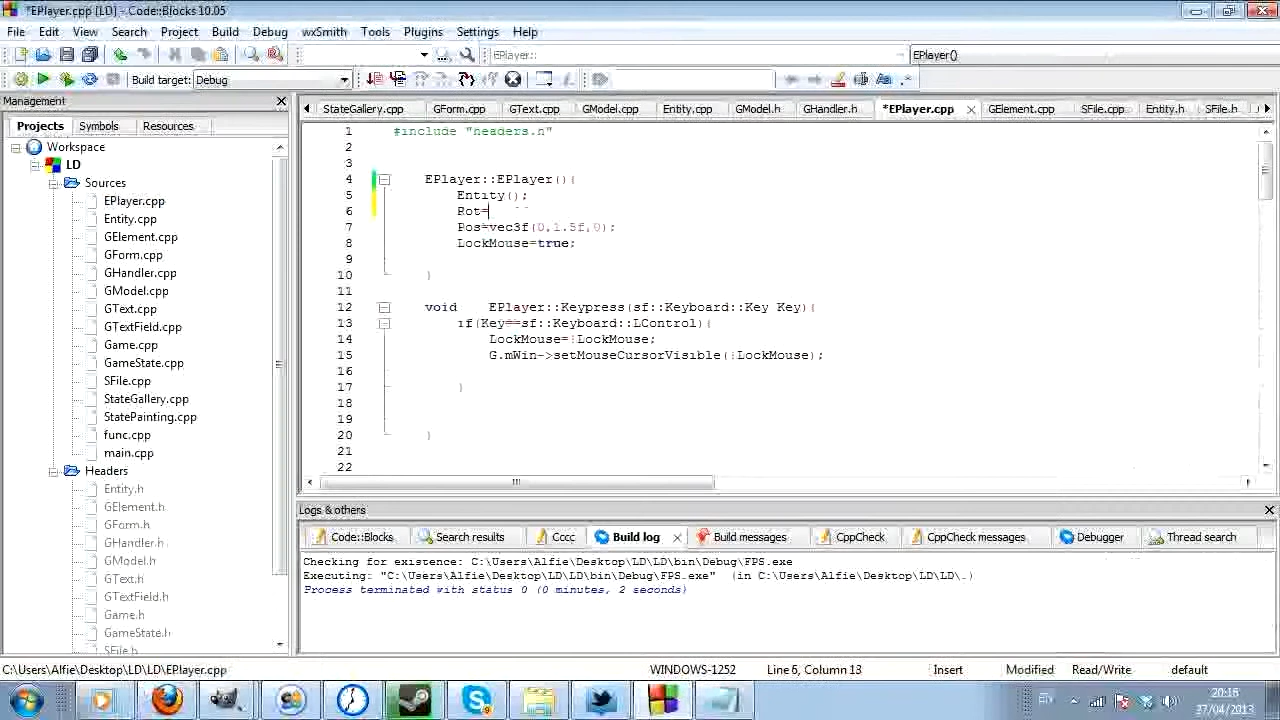 *EPlayer.cpp [LD] - Code::Blocks 10.05
File Edit View Search Project Build Debug wxSmith Tools Plugins Settings Help
EPlayer:: EPlayer()
Build target: Debug
Management
Projects Symbols Resources
Workspace
LD
Sources
EPlayer.cpp
Entity.cpp
GElement.cpp
GForm.cpp
GHandler.cpp
GModel.cpp
GText.cpp
GTextField.cpp
Game.cpp
GameState.cpp
SFile.cpp
StateGallery.cpp
StatePainting.cpp
func.cpp
main.cpp
Headers
Entity.h
GElement.h
GForm.h
GHandler.h
GModel.h
GText.h
GTextField.h
Game.h
GameState.h
SFile.h
StateGallery.cpp GForm.cpp GText.cpp GModel.cpp Entity.cpp GModel.h GHandler.h *EPlayer.cpp GElement.cpp SFile.cpp Entity.h SFile.h
1 #include "headers.h"
2
3
4 EPlayer::EPlayer(){
5 Entity();
6 Rot=
7 Pos=vec3f(0,1.5f,0);
8 LockMouse=true;
9
10 }
11
12 void EPlayer::Keypress(sf::Keyboard::Key Key){
13 if(Key==sf::Keyboard::LControl){
14 LockMouse=!LockMouse;
15 G.mWin->setMouseCursorVisible(!LockMouse);
16
17 }
18
19
20 }
21
22
Logs & others
Code::Blocks Search results Cccc Build log Build messages CppCheck CppCheck messages Debugger Thread search
Checking for existence: C:\Users\Alfie\Desktop\LD\LD\bin\Debug\FPS.exe
Executing: "C:\Users\Alfie\Desktop\LD\LD\bin\Debug\FPS.exe" (in C:\Users\Alfie\Desktop\LD\LD\.)
Process terminated with status 0 (0 minutes, 2 seconds)
C:\Users\Alfie\Desktop\LD\LD\EPlayer.cpp WINDOWS-1252 Line 6, Column 13 Insert Modified Read/Write default
EN
20:16
27/04/2013